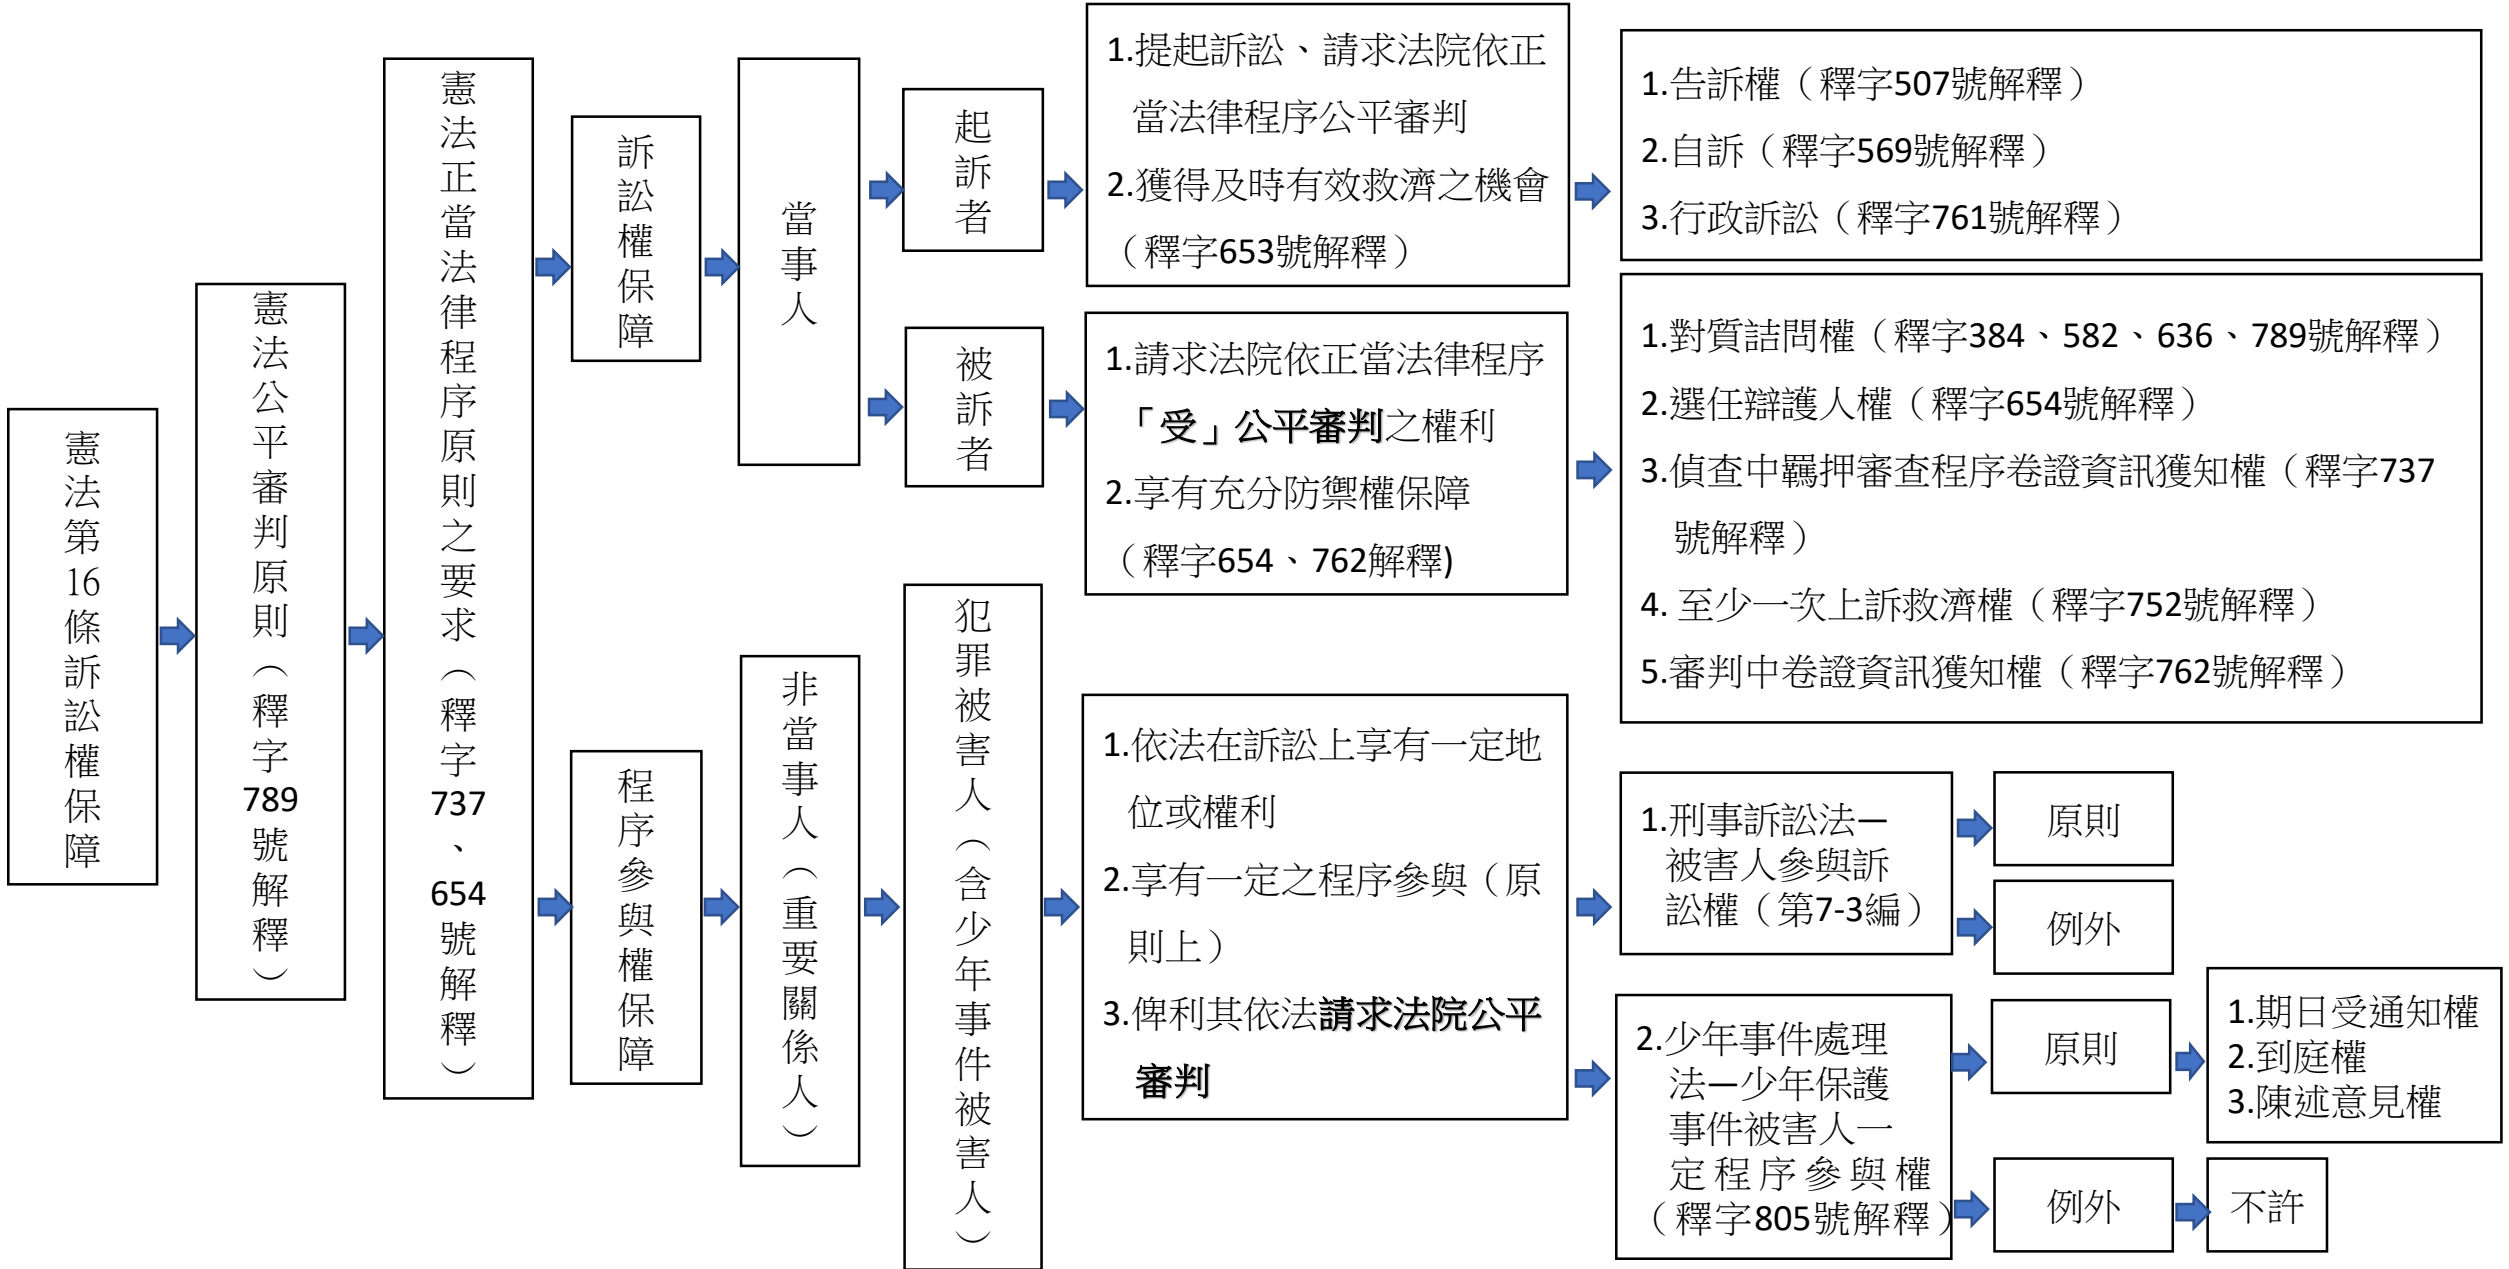 憲法第16條訴訟權保障
憲法公平審判原則（釋字789號解釋）
憲法正當法律程序原則之要求（釋字737、654號解釋）
訴訟權保障
當事人
起訴者
1.提起訴訟、請求法院依正
當法律程序公平審判
2.獲得及時有效救濟之機會
（釋字653號解釋）
1.告訴權（釋字507號解釋）
2.自訴（釋字569號解釋）
3.行政訴訟（釋字761號解釋）
被訴者
1.請求法院依正當法律程序
「受」公平審判之權利
2.享有充分防禦權保障
（釋字654、762解釋)
1.對質詰問權（釋字384、582、636、789號解釋）
2.選任辯護人權（釋字654號解釋）
3.偵查中羈押審查程序卷證資訊獲知權（釋字737
號解釋）
4. 至少一次上訴救濟權（釋字752號解釋）
5.審判中卷證資訊獲知權（釋字762號解釋）
程序參與權保障
非當事人（重要關係人）
犯罪被害人（含少年事件被害人）
1.依法在訴訟上享有一定地
位或權利
2.享有一定之程序參與（原
則上）
3.俾利其依法請求法院公平
審判
1.刑事訴訟法—
被害人參與訴
訟權（第7-3編）
原則
例外
2.少年事件處理
法—少年保護
事件被害人一
定程序參與權
（釋字805號解釋）
原則
1.期日受通知權
2.到庭權
3.陳述意見權
例外
不許